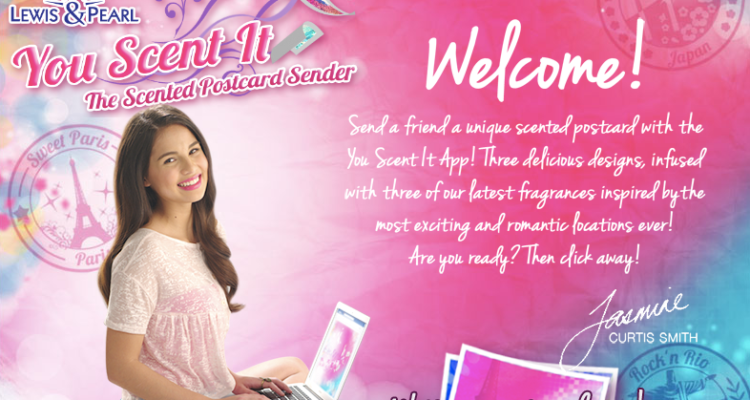 LEWIS & PEARL
You Scent It
The Scented Postcard Sender
Welcome!
Send a friend a unique scented postcard with the
You Scent It App! Three delicious designs, infused
with three of our latest fragrances inspired by the
most exciting and romantic locations ever!
Are you ready? Then click away!
Jasmine
CURTIS SMITH
Sweet Paris
Paris
Japan
Rock'n Rio